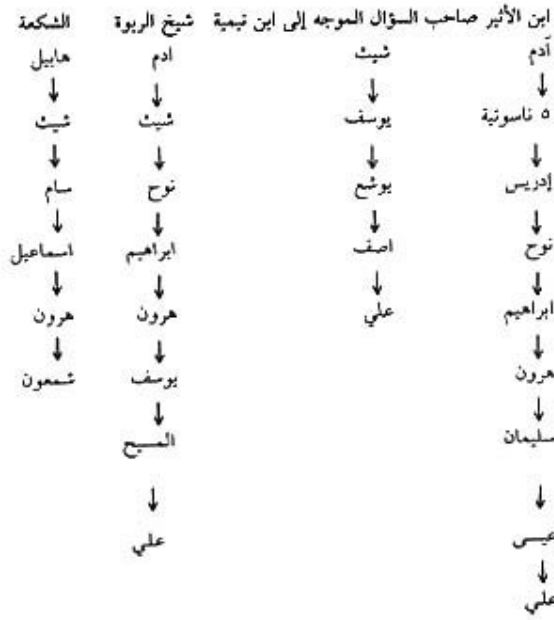 ابن الأثير صاحب السؤال الموجه إلى ابن تيمية شيخ الربوة الشكعة
آدم شيث ادم هابيل
٥ ناسوتية يوسف شيث شيث
إدريس يوشع نوح سام
نوح اصف ابراهيم اسماعيل
ابراهيم علي هرون هرون
هرون يوسف شمعون
سليمان المسيح
عيسى علي
علي